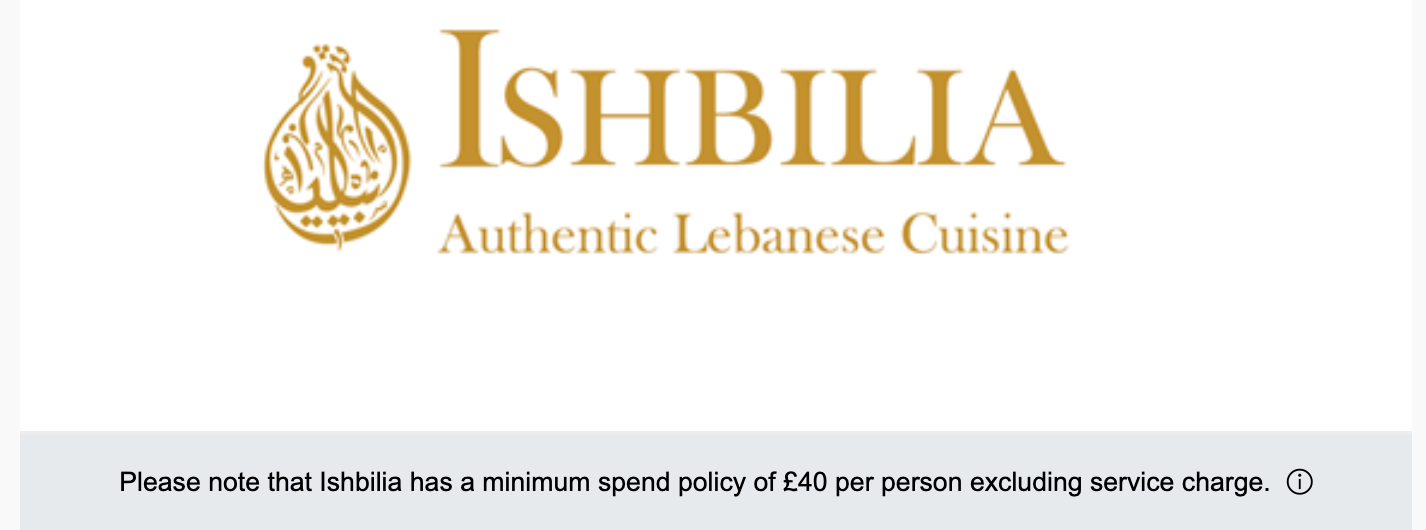 ISHBILIA
Authentic Lebanese Cuisine
Please note that Ishbilia has a minimum spend policy of £40 per person excluding service charge.